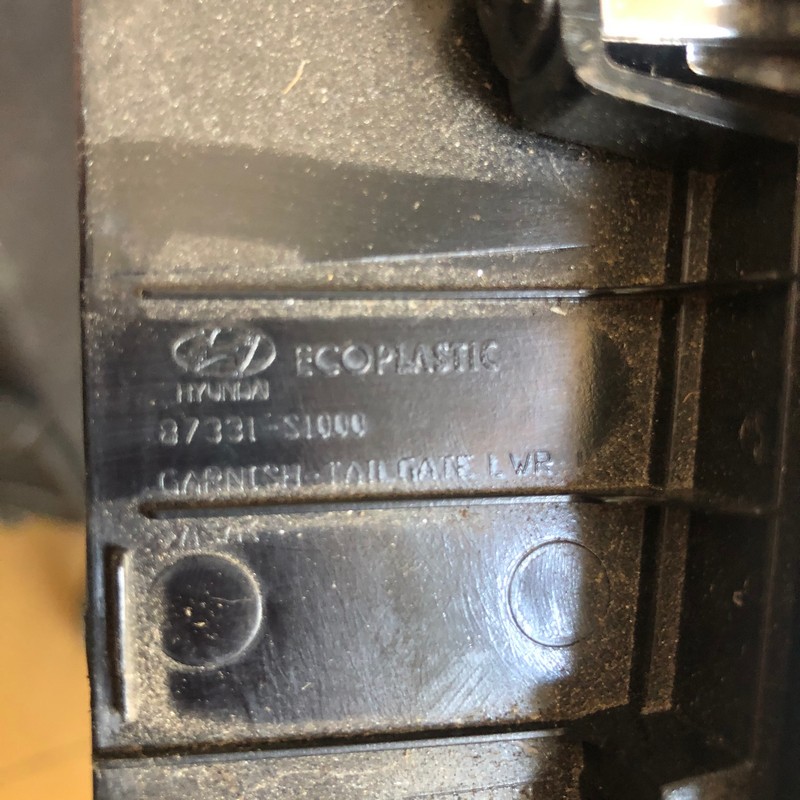 HYUNDAI ECOPLASTIC
87331-S1000
GARNISH-TAILGATE LWR